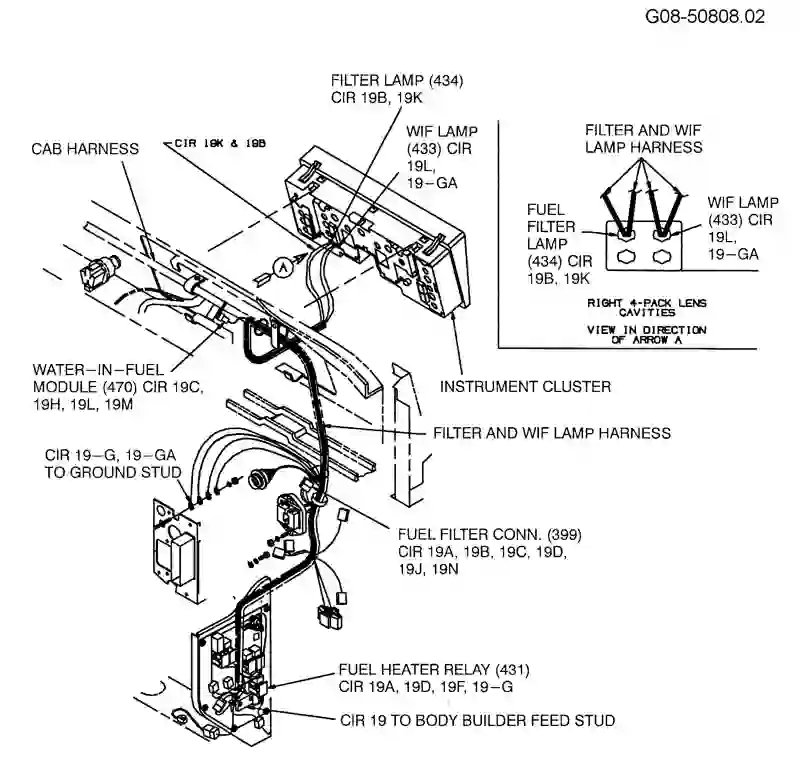 G08-50808.02
FILTER LAMP (434)
CIR 19B, 19K
CAB HARNESS
CIR 19K & 19B
WIF LAMP
(433) CIR
19L,
19-GA
A
FILTER AND WIF
LAMP HARNESS
FUEL
FILTER
LAMP
(434) CIR
19B, 19K
WIF LAMP
(433) CIR
19L,
19-GA
RIGHT 4-PACK LENS
CAVITIES
VIEW IN DIRECTION
OF ARROW A
WATER-IN-FUEL
MODULE (470) CIR 19C,
19H, 19L, 19M
INSTRUMENT CLUSTER
FILTER AND WIF LAMP HARNESS
CIR 19-G, 19-GA
TO GROUND STUD
FUEL FILTER CONN. (399)
CIR 19A, 19B, 19C, 19D,
19J, 19N
FUEL HEATER RELAY (431)
CIR 19A, 19D, 19F, 19-G
CIR 19 TO BODY BUILDER FEED STUD